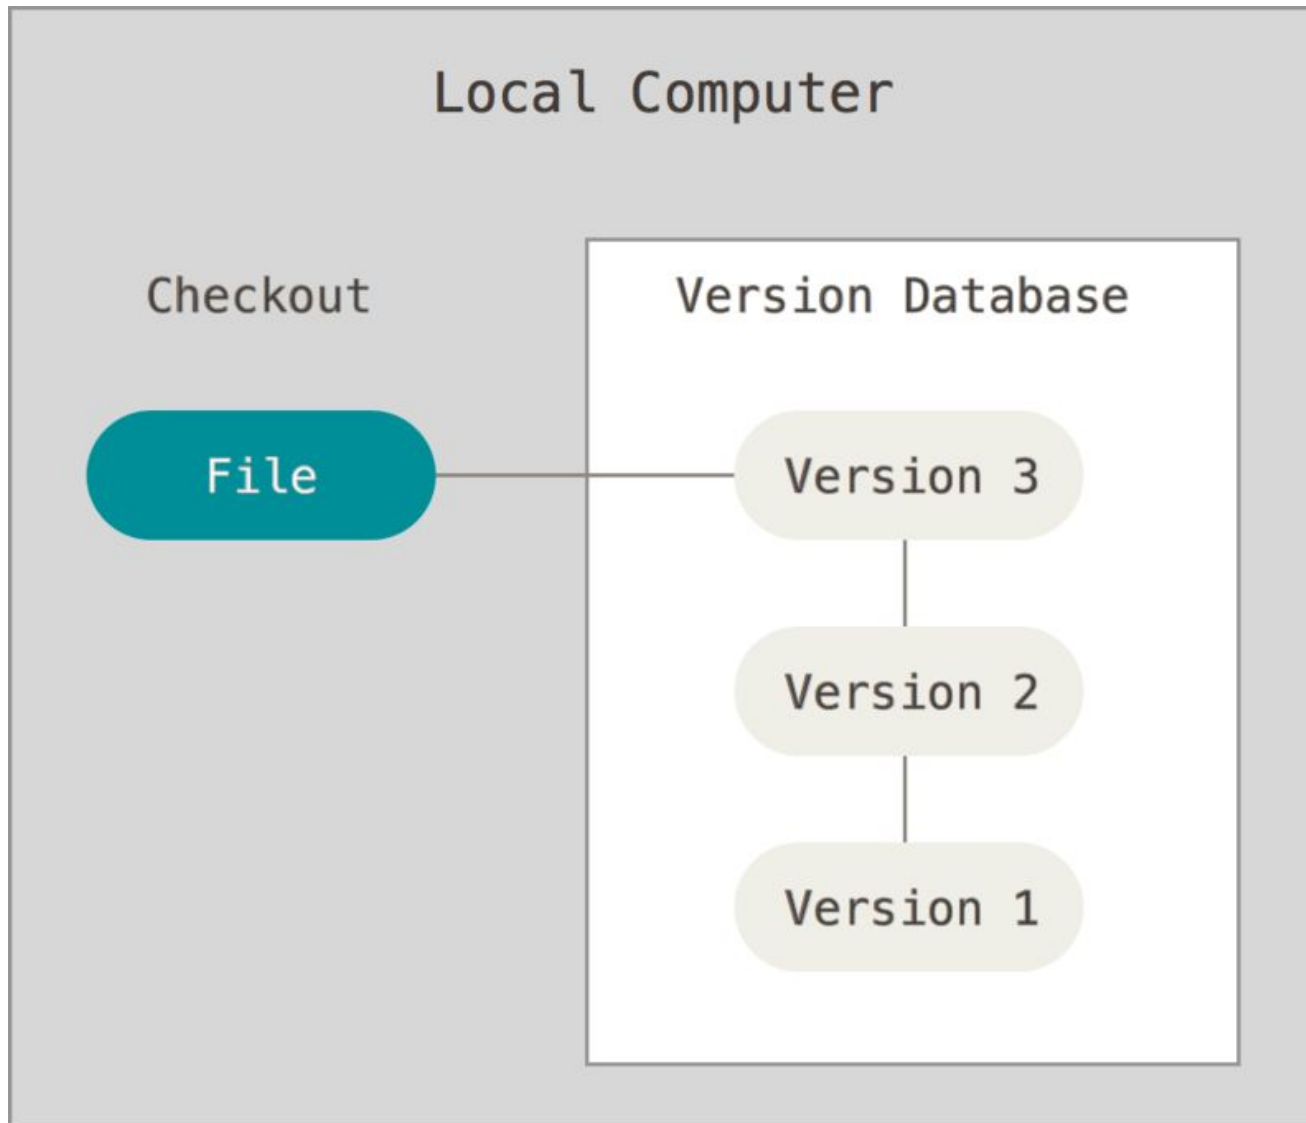 Local Computer
Checkout
Version Database
File
Version 3
Version 2
Version 1